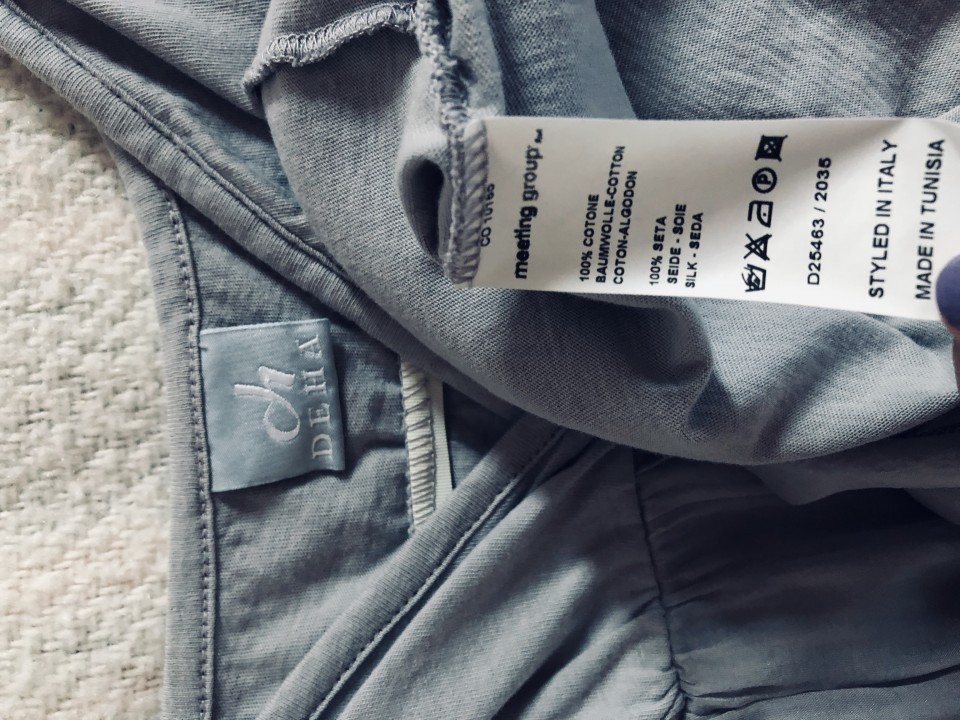 DEHA
meeting group
100% COTONE
BAUMWOLLE-COTTON
COTON-ALGODON
100% SETA
SEIDE - SOIE
SILK - SEDA
D25463 / 2035
STYLED IN ITALY
MADE IN TUNISIA